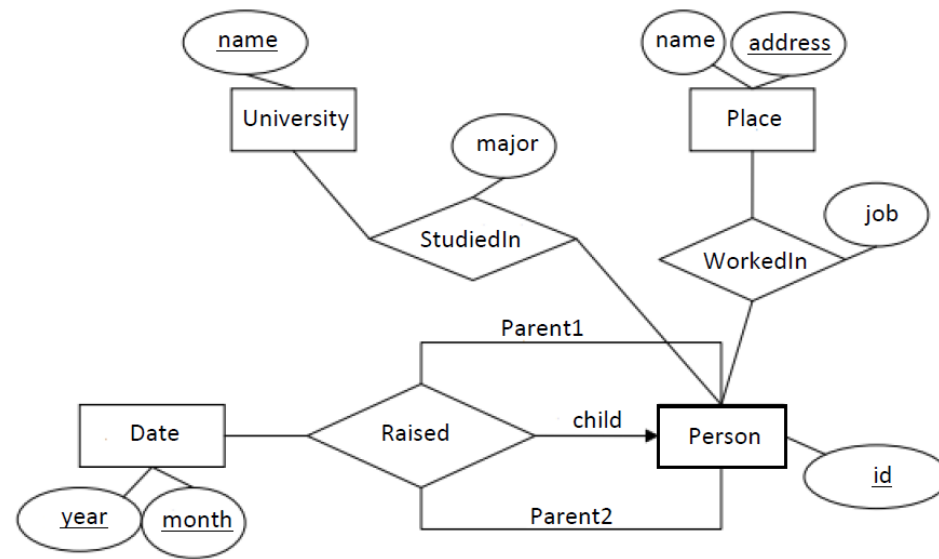 name
University
name
address
Place
major
StudiedIn
job
WorkedIn
Parent1
Date
Raised
child
Person
year
month
id
Parent2